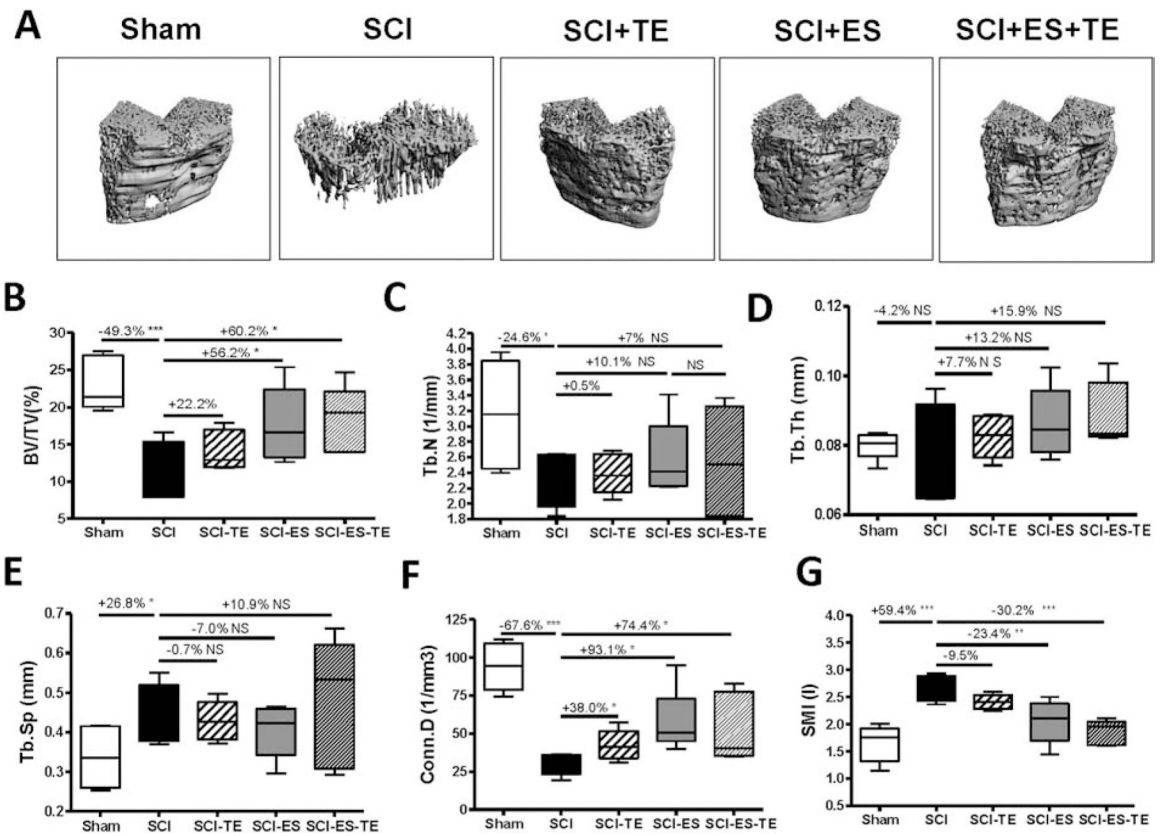 A
Sham
SCI
SCI+TE
SCI+ES
SCI+ES+TE
B
BV/TV(%)
30
25
20
15
10
5
-49.3% ***
+60.2% *
+56.2% *
+22.2%
Sham SCI SCI-TE SCI-ES SCI-ES-TE
C
Tb.N (1/mm)
4.2
4.0
3.8
3.6
3.4
3.2
3.0
2.8
2.6
2.4
2.2
2.0
1.8
-24.6% *
+7% NS
+10.1% NS
NS
+0.5%
Sham SCI SCI-TE SCI-ES SCI-ES-TE
D
Tb.Th (mm)
0.12
0.10
0.08
0.06
-4.2% NS
+15.9% NS
+13.2% NS
+7.7% N S
Sham SCI SCI-TE SCI-ES SCI-ES-TE
E
Tb.Sp (mm)
0.7
0.6
0.5
0.4
0.3
0.2
+26.8% *
+10.9% NS
-7.0% NS
-0.7% NS
Sham SCI SCI-TE SCI-ES SCI-ES-TE
F
Conn.D (1/mm3)
125
100
75
50
25
0
-67.6% ***
+74.4% *
+93.1% *
+38.0% *
Sham SCI SCI-TE SCI-ES SCI-ES-TE
G
SMI (I)
3.5
3.0
2.5
2.0
1.5
1.0
0.5
+59.4% ***
-30.2% ***
-23.4% **
-9.5%
Sham SCI SCI-TE SCI-ES SCI-ES-TE